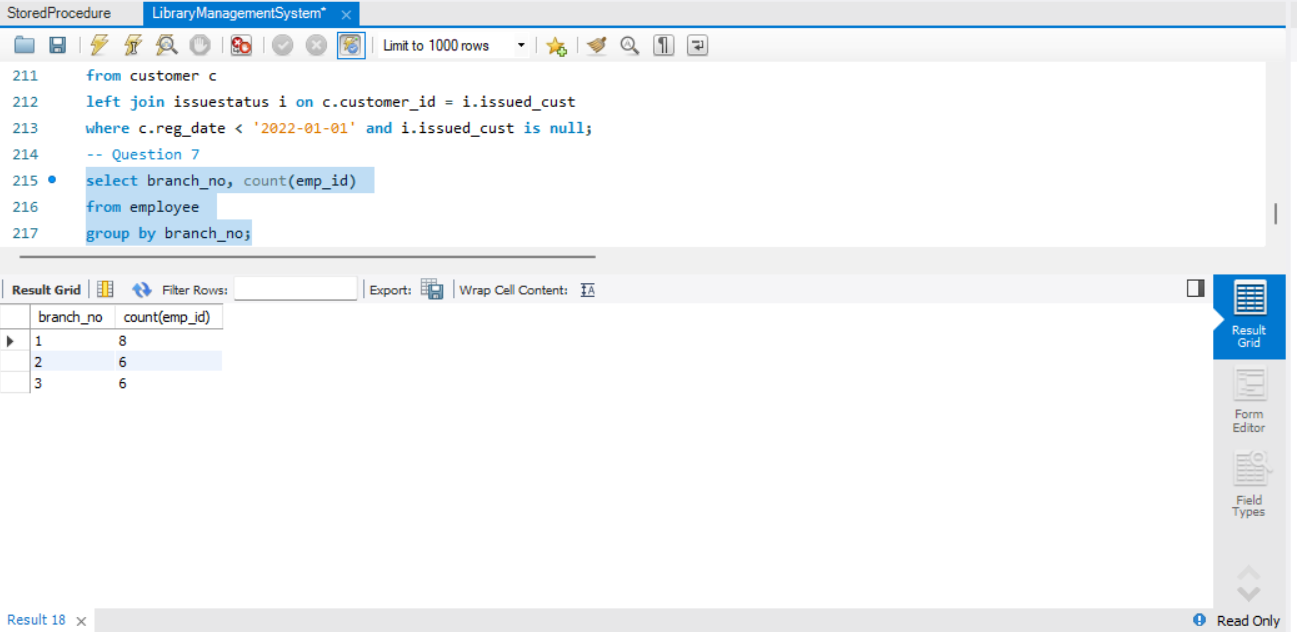 StoredProcedure LibraryManagementSystem*
Limit to 1000 rows
211 from customer c
212 left join issuestatus i on c.customer_id = i.issued_cust
213 where c.reg_date < '2022-01-01' and i.issued_cust is null;
214 -- Question 7
215 select branch_no, count(emp_id)
216 from employee
217 group by branch_no;
Result Grid Filter Rows: Export: Wrap Cell Content: IA
branch_no count(emp_id)
1 8
2 6
3 6
Result
Grid
Form
Editor
Field
Types
Result 18 Read Only